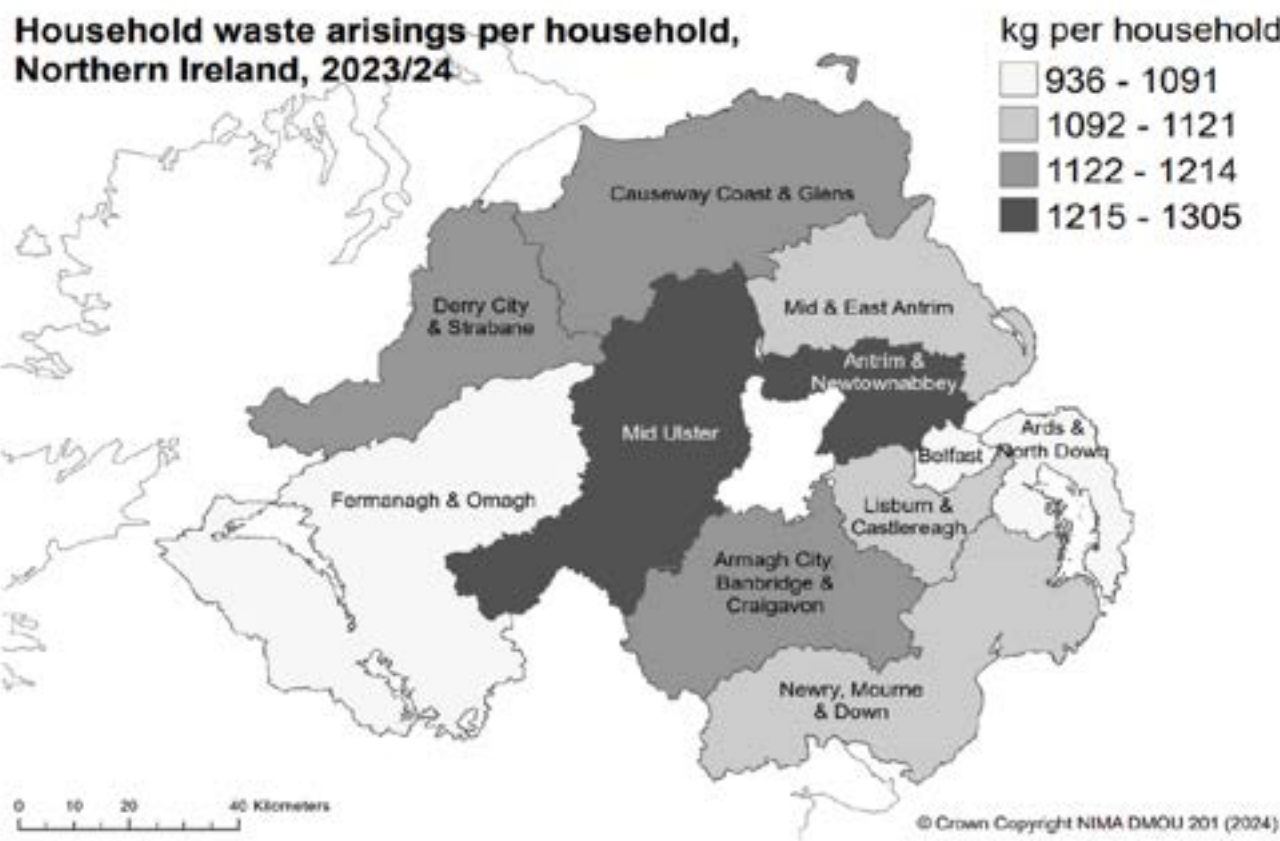 Household waste arisings per household,
Northern Ireland, 2023/24
kg per household
936 - 1091
1092 - 1121
1122 - 1214
1215 - 1305
Causeway Coast & Glens
Derry City
& Strabane
Mid & East Antrim
Antrim &
Newtownabbey
Mid Ulster
Ards &
North Down
Belfast
Fermanagh & Omagh
Lisburn &
Castlereagh
Armagh City
Banbridge &
Craigavon
Newry, Mourne
& Down
0 10 20 40 Kilometers
© Crown Copyright NIMA DMOU 201 (2024)